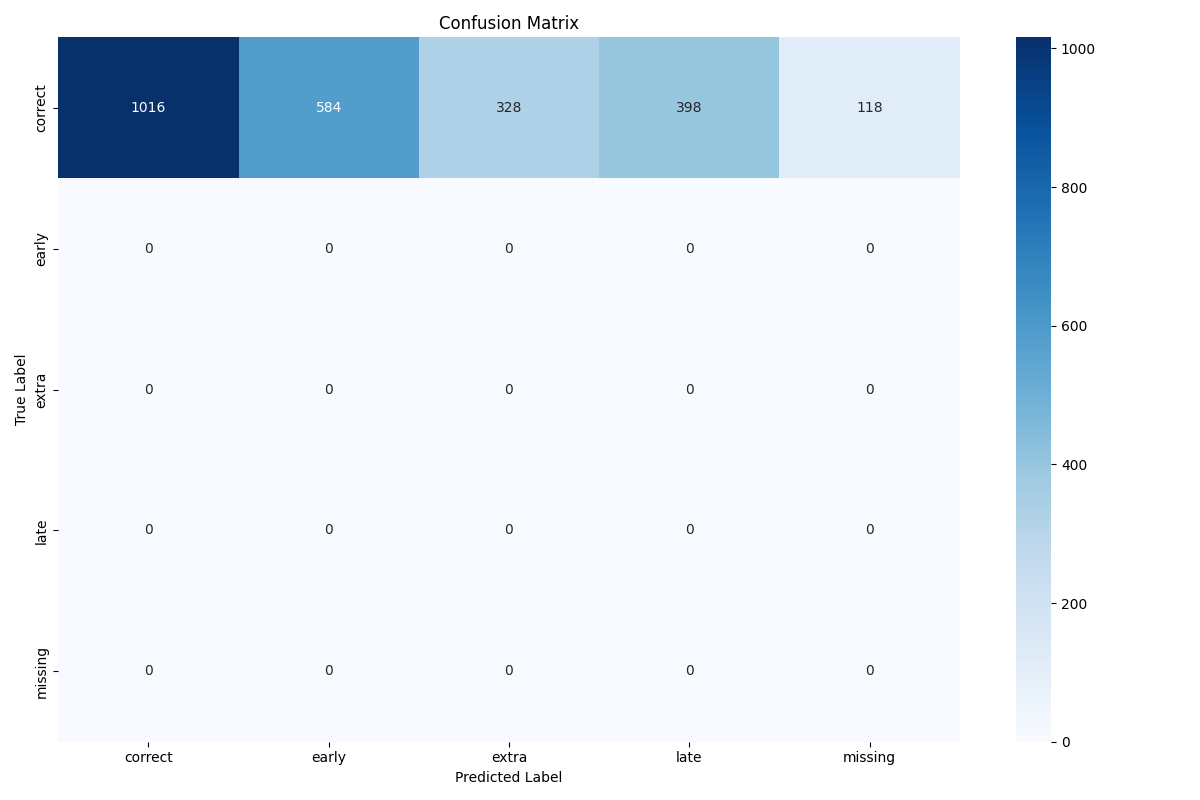 Confusion Matrix
correct 1016 584 328 398 118
early 0 0 0 0 0
extra 0 0 0 0 0
late 0 0 0 0 0
missing 0 0 0 0 0
True Label
correct early extra late missing
Predicted Label
1000
800
600
400
200
0